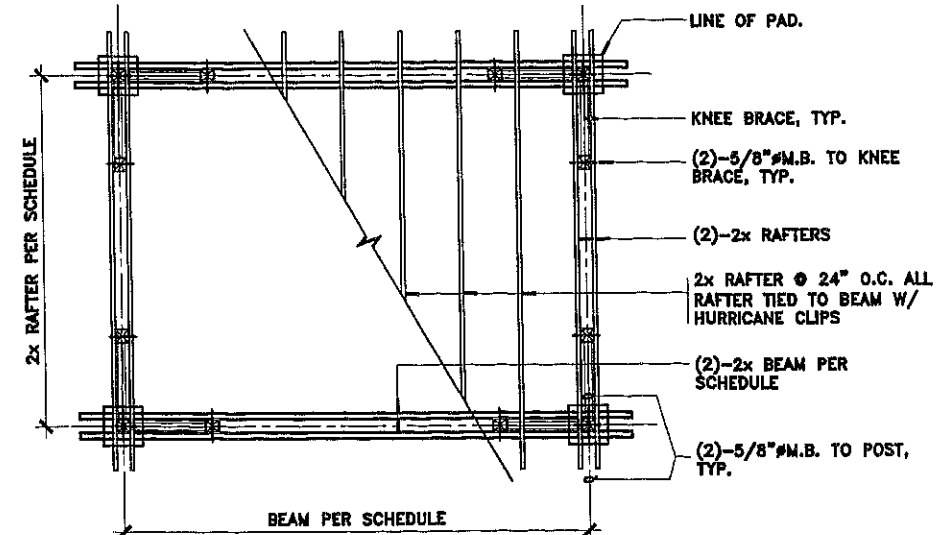 LINE OF PAD.
KNEE BRACE, TYP.
(2)-5/8"øM.B. TO KNEE
BRACE, TYP.
(2)-2x RAFTERS
2x RAFTER @ 24" O.C. ALL
RAFTER TIED TO BEAM W/
HURRICANE CLIPS
(2)-2x BEAM PER
SCHEDULE
(2)-5/8"øM.B. TO POST,
TYP.
2x RAFTER PER SCHEDULE
BEAM PER SCHEDULE